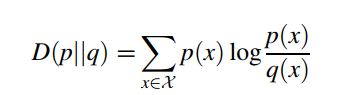 D(p||q) = ∑_{x∈𝒳} p(x) log p(x)/q(x)